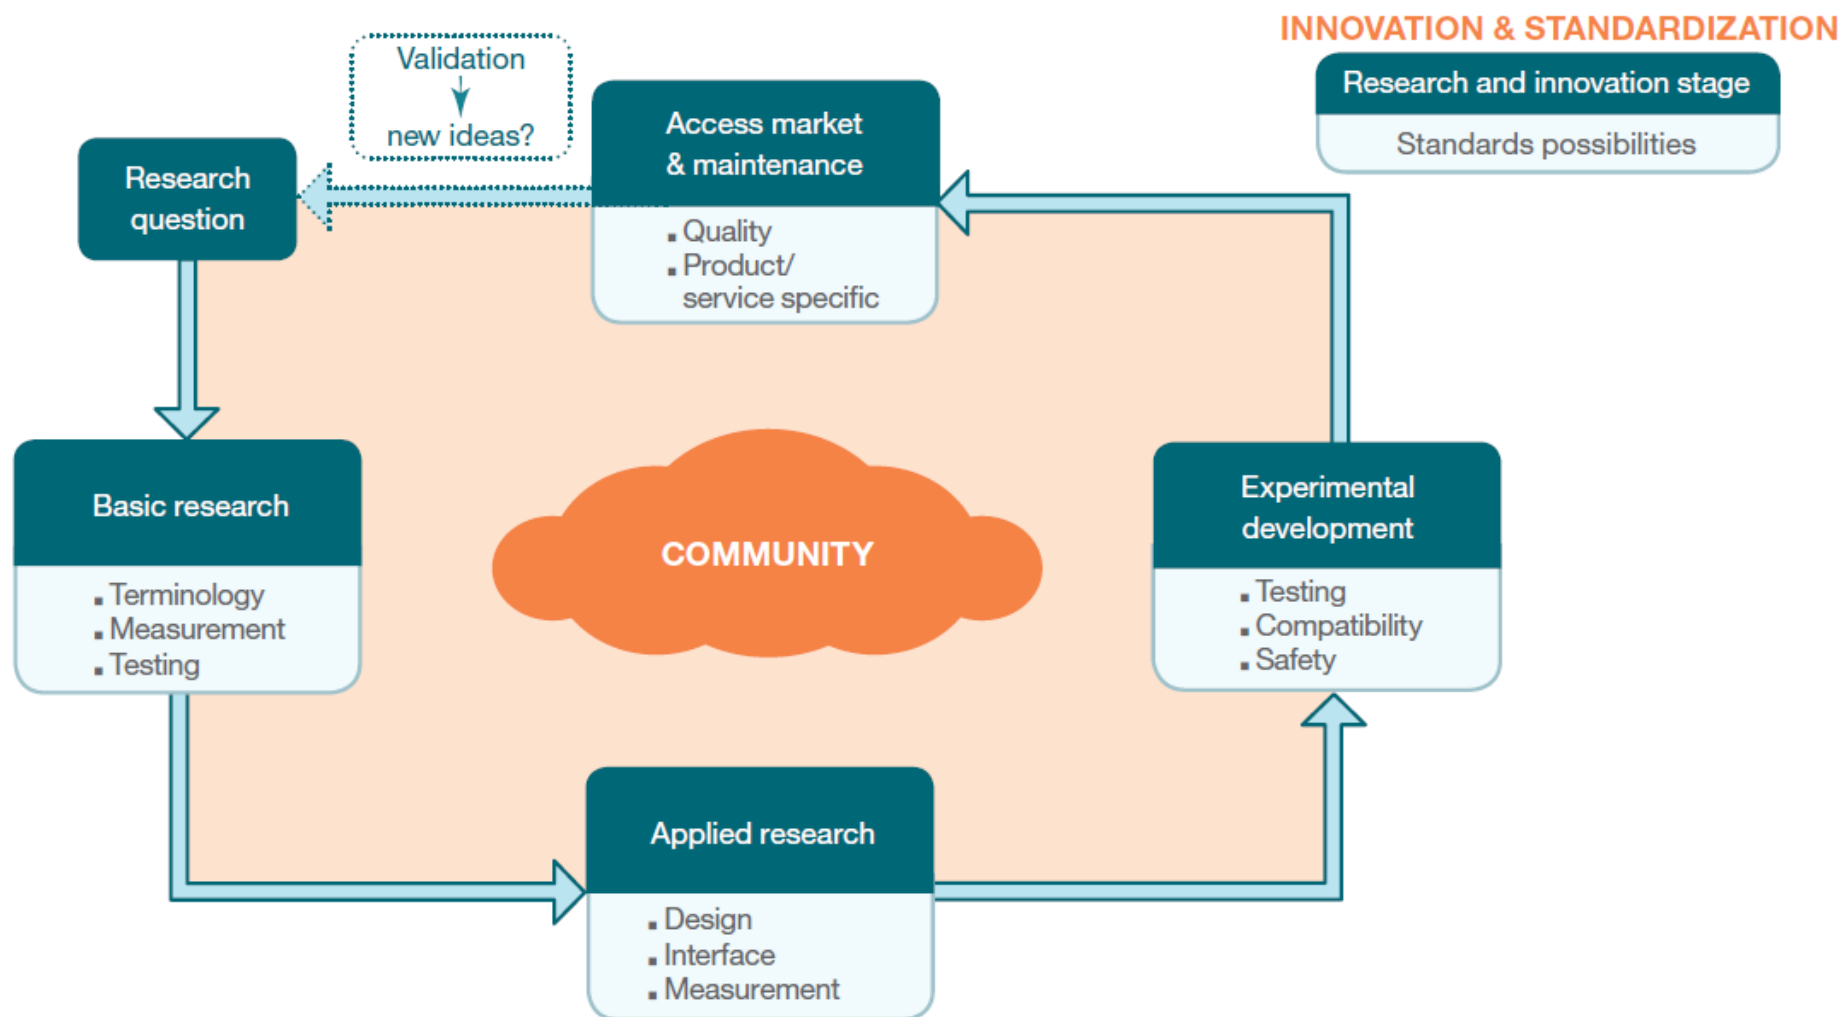 INNOVATION & STANDARDIZATION
Research and innovation stage
Standards possibilities
Validation
new ideas?
Access market
& maintenance
▪ Quality
▪ Product/
service specific
Research
question
Basic research
▪ Terminology
▪ Measurement
▪ Testing
COMMUNITY
Experimental
development
▪ Testing
▪ Compatibility
▪ Safety
Applied research
▪ Design
▪ Interface
▪ Measurement